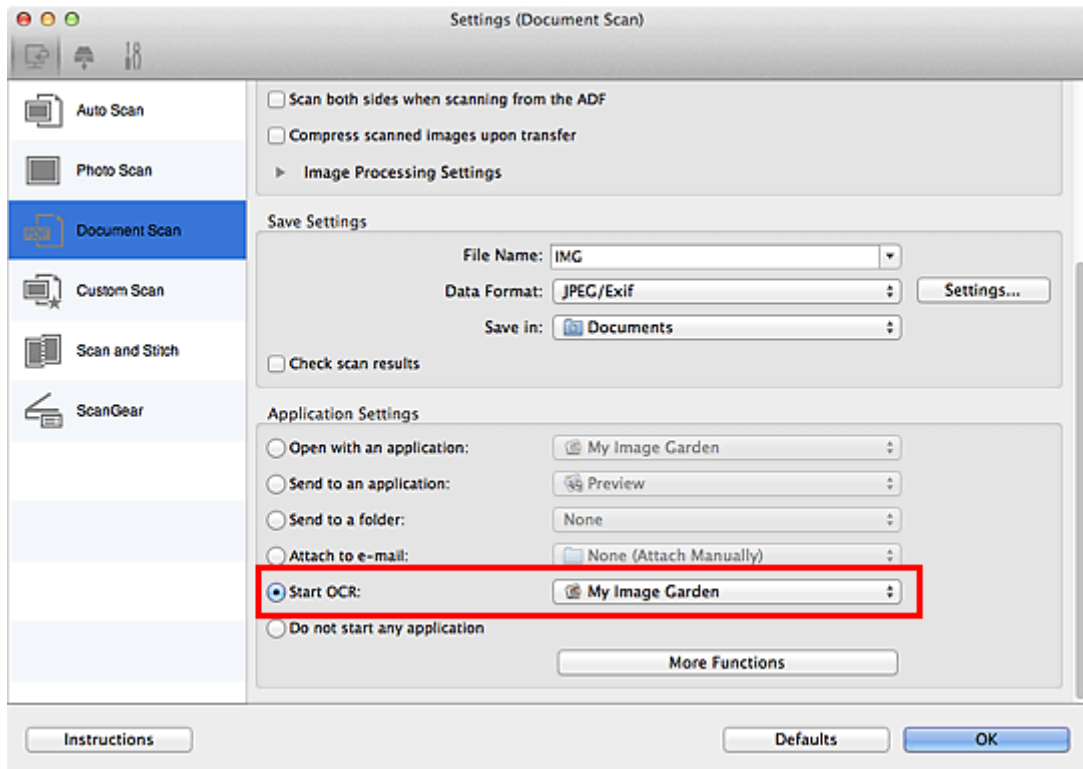 Settings (Document Scan)
Auto Scan
Photo Scan
Document Scan
Custom Scan
Scan and Stitch
ScanGear
Scan both sides when scanning from the ADF
Compress scanned images upon transfer
Image Processing Settings
Save Settings
File Name: IMG
Data Format: JPEG/Exif Settings...
Save in: Documents
Check scan results
Application Settings
Open with an application: My Image Garden
Send to an application: Preview
Send to a folder: None
Attach to e-mail: None (Attach Manually)
Start OCR: My Image Garden
Do not start any application
More Functions
Instructions Defaults OK